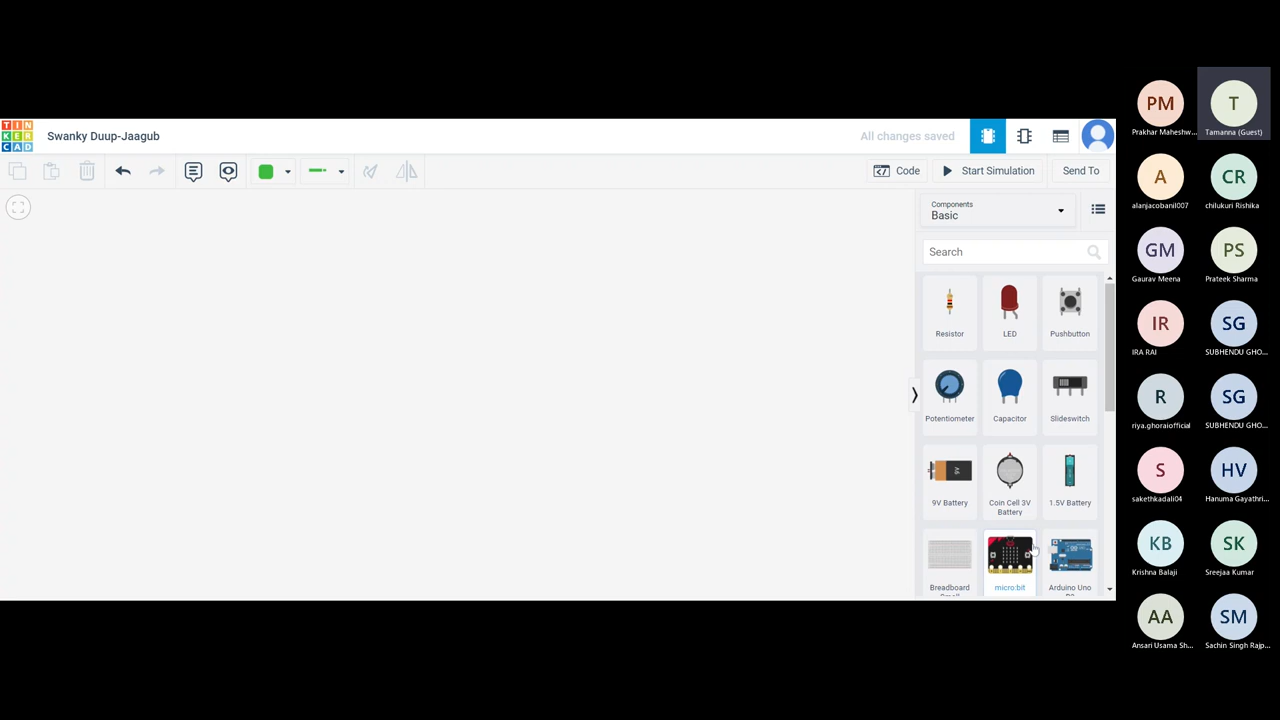 TIN
KER
CAD
Swanky Duup-Jaagub
All changes saved
Code
Start Simulation
Send To
Components
Basic
Search
Resistor
LED
Pushbutton
Potentiometer
Capacitor
Slideswitch
9V
9V Battery
Coin Cell 3V
Battery
1.5V Battery
Breadboard
micro:bit
Arduino Uno
PM
Prakhar Maheshw...
T
Tamanna (Guest)
A
alanjacobanil007
CR
chilukuri Rishika
GM
Gaurav Meena
PS
Prateek Sharma
IR
IRA RAI
SG
SUBHENDU GHO...
R
riya.ghoraiofficial
SG
SUBHENDU GHO...
S
sakethkadali04
HV
Hanuma Gayathri...
KB
Krishna Balaji
SK
Sreejaa Kumar
AA
Ansari Usama Sh...
SM
Sachin Singh Rajp...